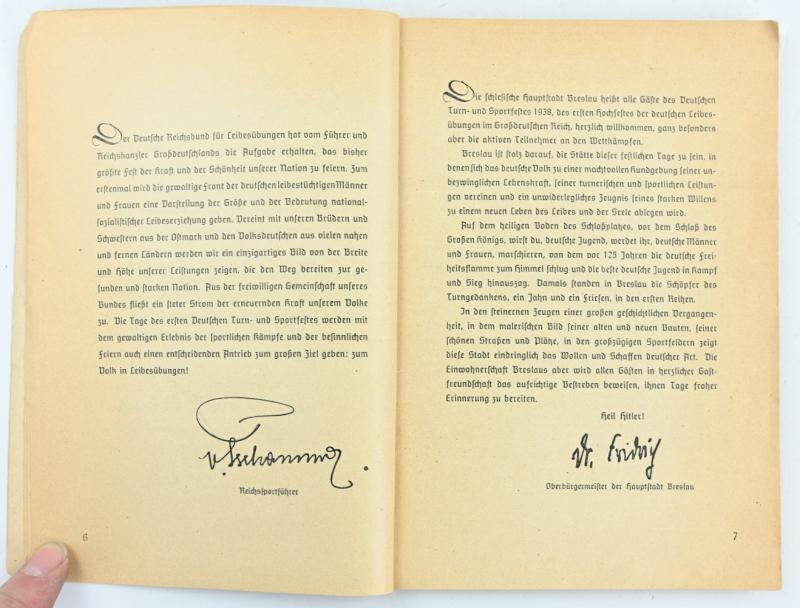 Der Deutsche Reichsbund für Leibesübungen hat vom Führer und
Reichskanzler Großdeutschlands die Aufgabe erhalten, das bisher
größte Fest der Kraft und der Schönheit unserer Nation zu feiern. Zum
erstenmal wird die gewaltige Front der deutschen leibestüchtigen Männer
und Frauen eine Darstellung der Größe und der Bedeutung national-
sozialistischer Leibeserziehung geben. Vereint mit unseren Brüdern und
Schwestern aus der Ostmark und den Volksdeutschen aus vielen nahen
und fernen Ländern werden wir ein einzigartiges Bild von der Breite
und Höhe unserer Leistungen zeigen, die den Weg bereiten zur ge-
sunden und starken Nation. Aus der freiwilligen Gemeinschaft unseres
Bundes fließt ein steter Strom der erneuernden Kraft unserem Volke
zu. Die Tage des ersten Deutschen Turn- und Sportfestes werden mit
dem gewaltigen Erlebnis der sportlichen Kämpfe und der besinnlichen
Feiern auch einen entscheidenden Antrieb zum großen Ziel geben: zum
Volk in Leibesübungen!
v. Tschammer
Reichssportführer
6
Die schlesische Hauptstadt Breslau heißt alle Gäste des Deutschen
Turn- und Sportfestes 1938, des ersten Hochfestes der deutschen Leibes-
übungen im Großdeutschen Reich, herzlich willkommen, ganz besonders
aber die aktiven Teilnehmer an den Wettkämpfen.
Breslau ist stolz darauf, die Stätte dieser festlichen Tage zu sein, in
denen sich das deutsche Volk zu einer machtvollen Kundgebung seiner un-
bezwinglichen Lebenskraft, seiner turnerischen und sportlichen Leistun-
gen vereinen und ein unwiderlegliches Zeugnis seines starken Willens
zu einem neuen Leben des Leibes und der Seele ablegen wird.
Auf dem heiligen Boden des Schloßplatzes, vor dem Schloß des
Großen Königs, wirst du, deutsche Jugend, werdet ihr, deutsche Männer
und Frauen, marschieren, von dem vor 125 Jahren die deutsche Frei-
heitsflamme zum Himmel schlug und die beste deutsche Jugend in Kampf
und Sieg hinauszog. Damals standen in Breslau die Schöpfer des
Turngedankens, ein Jahn und ein Friesen, in den ersten Reihen.
In den steinernen Zeugen einer großen geschichtlichen Vergangen-
heit, in dem malerischen Bild seiner alten und neuen Bauten, seiner
schönen Straßen und Plätze, in den großzügigen Sportfeldern zeigt
diese Stadt eindringlich das Wollen und Schaffen deutscher Art. Die
Einwohnerschaft Breslaus aber wird allen Gästen in herzlicher Gast-
freundschaft das aufrichtige Bestreben beweisen, ihnen Tage froher
Erinnerung zu bereiten.
Heil Hitler!
Dr. Fridrich
Oberbürgermeister der Hauptstadt Breslau
7